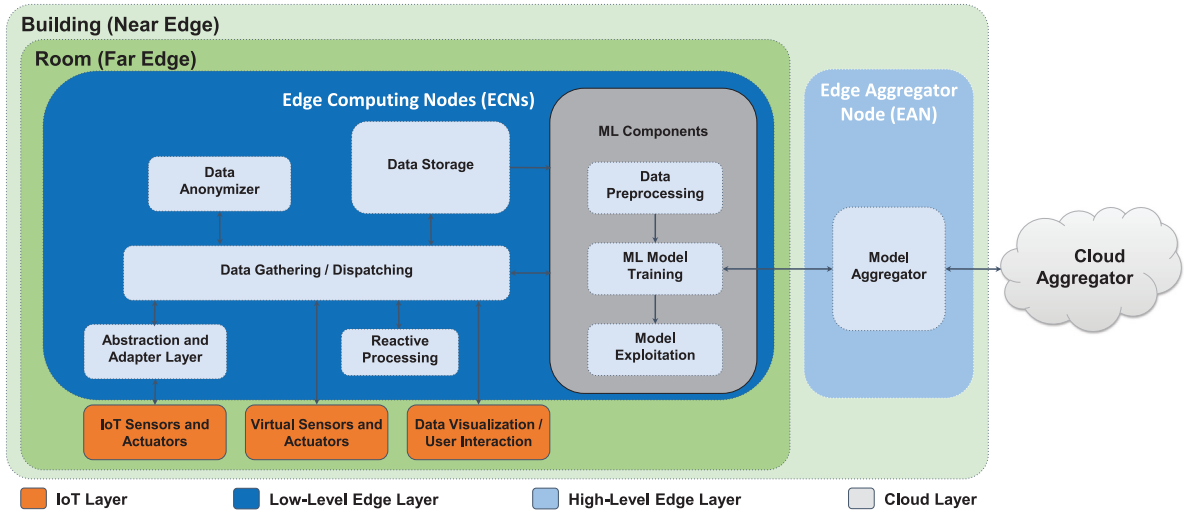 Building (Near Edge)
Room (Far Edge)
Edge Computing Nodes (ECNs)
Edge Aggregator
Node (EAN)
ML Components
Data Storage
Data
Anonymizer
Data
Preprocessing
Data Gathering / Dispatching
ML Model
Training
Model
Aggregator
Cloud
Aggregator
Abstraction and
Adapter Layer
Reactive
Processing
Model
Exploitation
IoT Sensors and
Actuators
Virtual Sensors and
Actuators
Data Visualization /
User Interaction
IoT Layer
Low-Level Edge Layer
High-Level Edge Layer
Cloud Layer